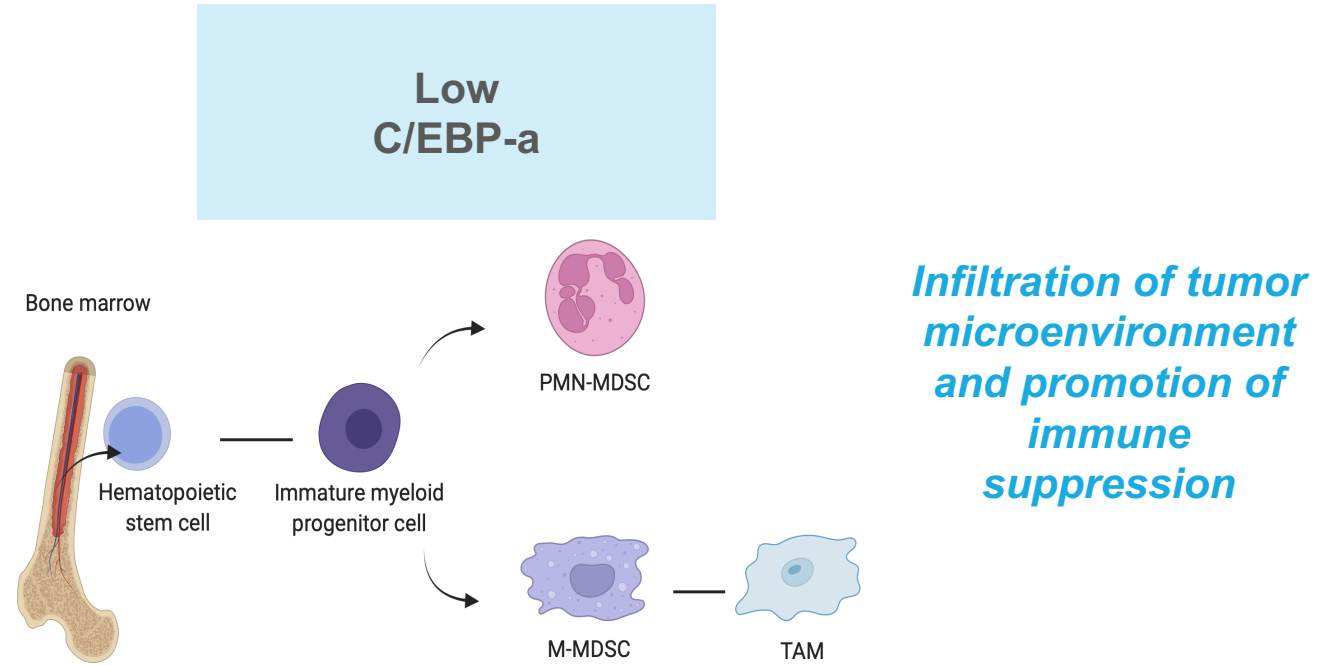 Low
C/EBP-a
Bone marrow
Hematopoietic
stem cell
Immature myeloid
progenitor cell
PMN-MDSC
M-MDSC
TAM
Infiltration of tumor
microenvironment
and promotion of
immune
suppression